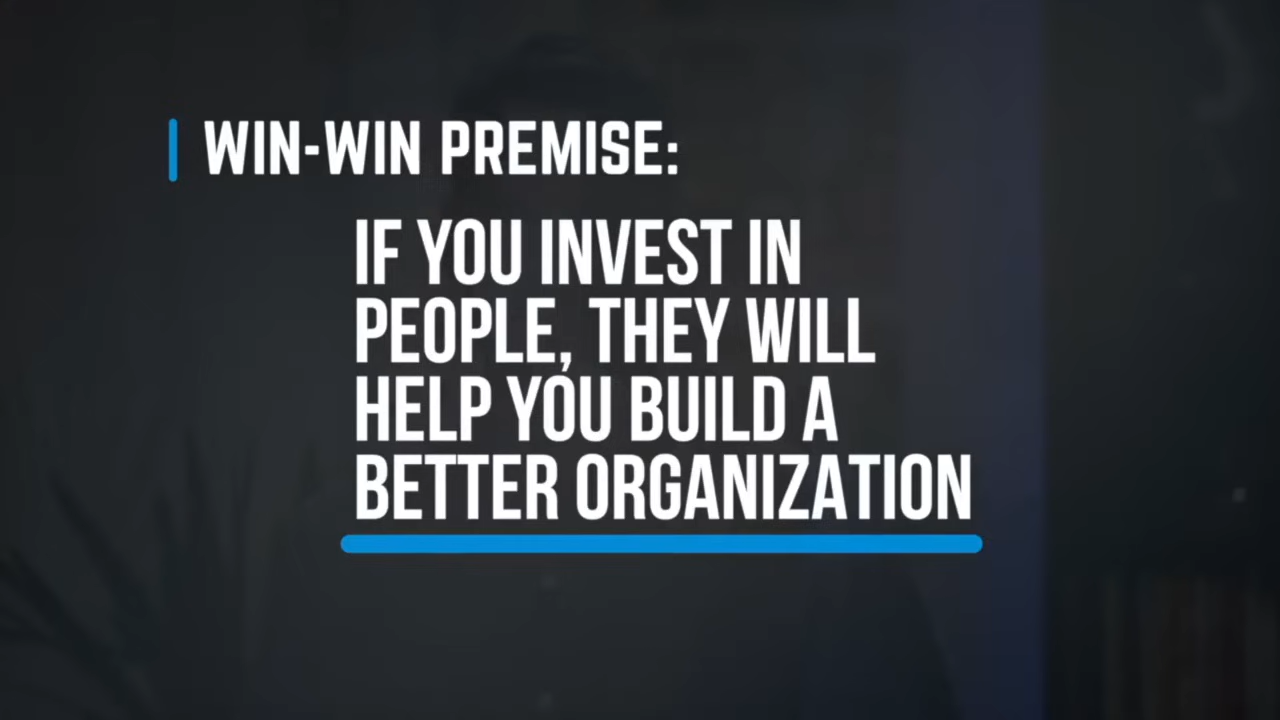 WIN-WIN PREMISE:
IF YOU INVEST IN
PEOPLE, THEY WILL
HELP YOU BUILD A
BETTER ORGANIZATION